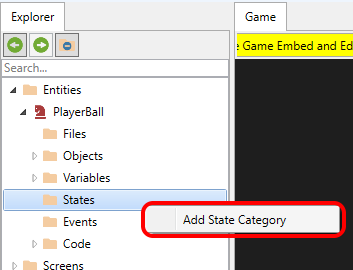 Explorer
Game
e Game Embed and Ed
Search...
Entities
PlayerBall
Files
Objects
Variables
States
Add State Category
Events
Code
Screens